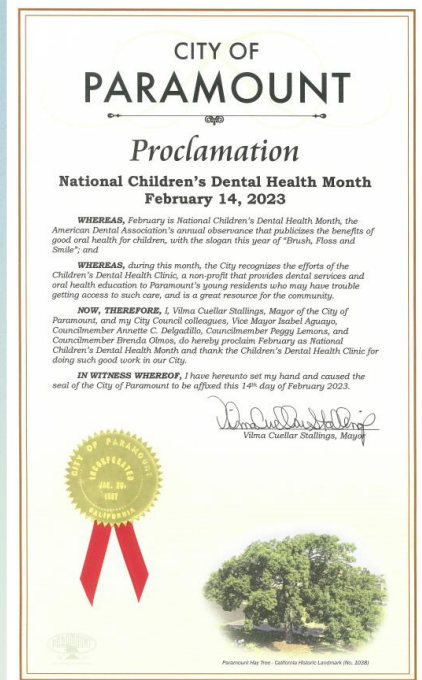 CITY OF
PARAMOUNT
Proclamation
National Children's Dental Health Month
February 14, 2023
WHEREAS, February is National Children's Dental Health Month, the
American Dental Association's annual observance that publicizes the benefits of
good oral health for children, with the slogan this year of "Brush, Floss and
Smile"; and
WHEREAS, during this month, the City recognizes the efforts of the
Children's Dental Health Clinic, a non-profit that provides dental services and
oral health education to Paramount's young residents who may have trouble
getting access to such care, and is a great resource for the community.
NOW, THEREFORE, I, Vilma Cuellar Stallings, Mayor of the City of
Paramount, and my City Council colleagues, Vice Mayor Isabel Aguayo,
Councilmember Annette C. Delgadillo, Councilmember Peggy Lemons, and
Councilmember Brenda Olmos, do hereby proclaim February as National
Children's Dental Health Month and thank the Children's Dental Health Clinic for
doing such good work in our City.
IN WITNESS WHEREOF, I have hereunto set my hand and caused the
seal of the City of Paramount to be affixed this 14th day of February 2023.
Vilma Cuellar Stallings
Vilma Cuellar Stallings, Mayor
CITY OF PARAMOUNT
INCORPORATED
JAN. 30,
1957
CALIFORNIA
PARAMOUNT
Paramount Hay Tree - California Historic Landmark (No. 1038)